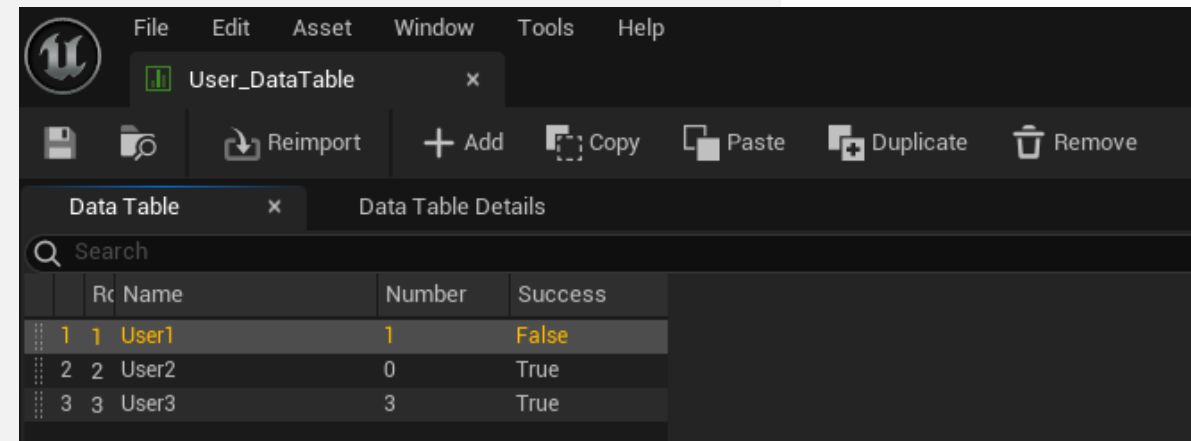 File Edit Asset Window Tools Help
User_DataTable
Reimport Add Copy Paste Duplicate Remove
Data Table Data Table Details
Search
Ro Name Number Success
1 1 User1 1 False
2 2 User2 0 True
3 3 User3 3 True